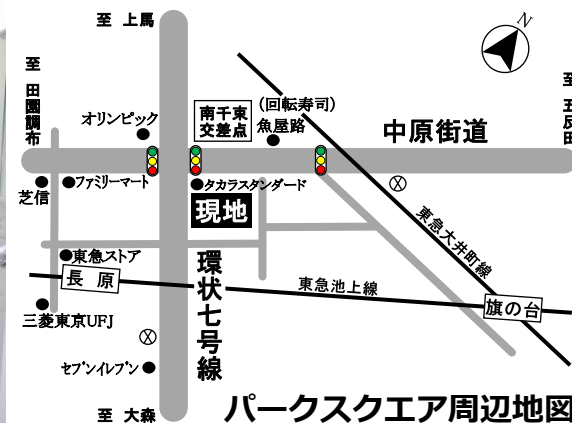 至 上馬
N
至 田園調布
至 五反田
オリンピック
南千束
交差点
(回転寿司)
魚屋路
中原街道
芝信
ファミリーマート
タカラスタンダード
現地
東急大井町線
東急ストア
長原
環状七号線
東急池上線
旗の台
三菱東京UFJ
セブンイレブン
至 大森
パークスクエア周辺地図